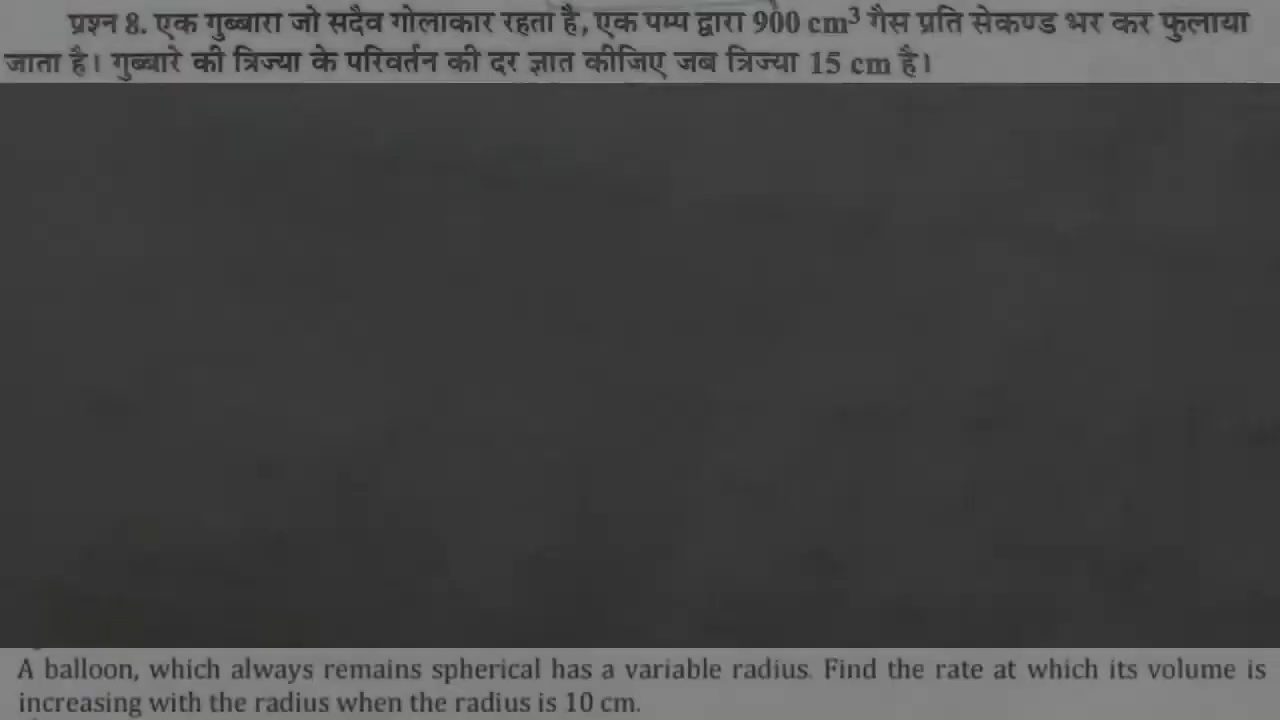 प्रश्न 8. एक गुब्बारा जो सदैव गोलाकार रहता है, एक पम्प द्वारा 900 cm³ गैस प्रति सेकण्ड भर कर फुलाया
जाता है। गुब्बारे की त्रिज्या के परिवर्तन की दर ज्ञात कीजिए जब त्रिज्या 15 cm है।
A balloon, which always remains spherical has a variable radius. Find the rate at which its volume is
increasing with the radius when the radius is 10 cm.